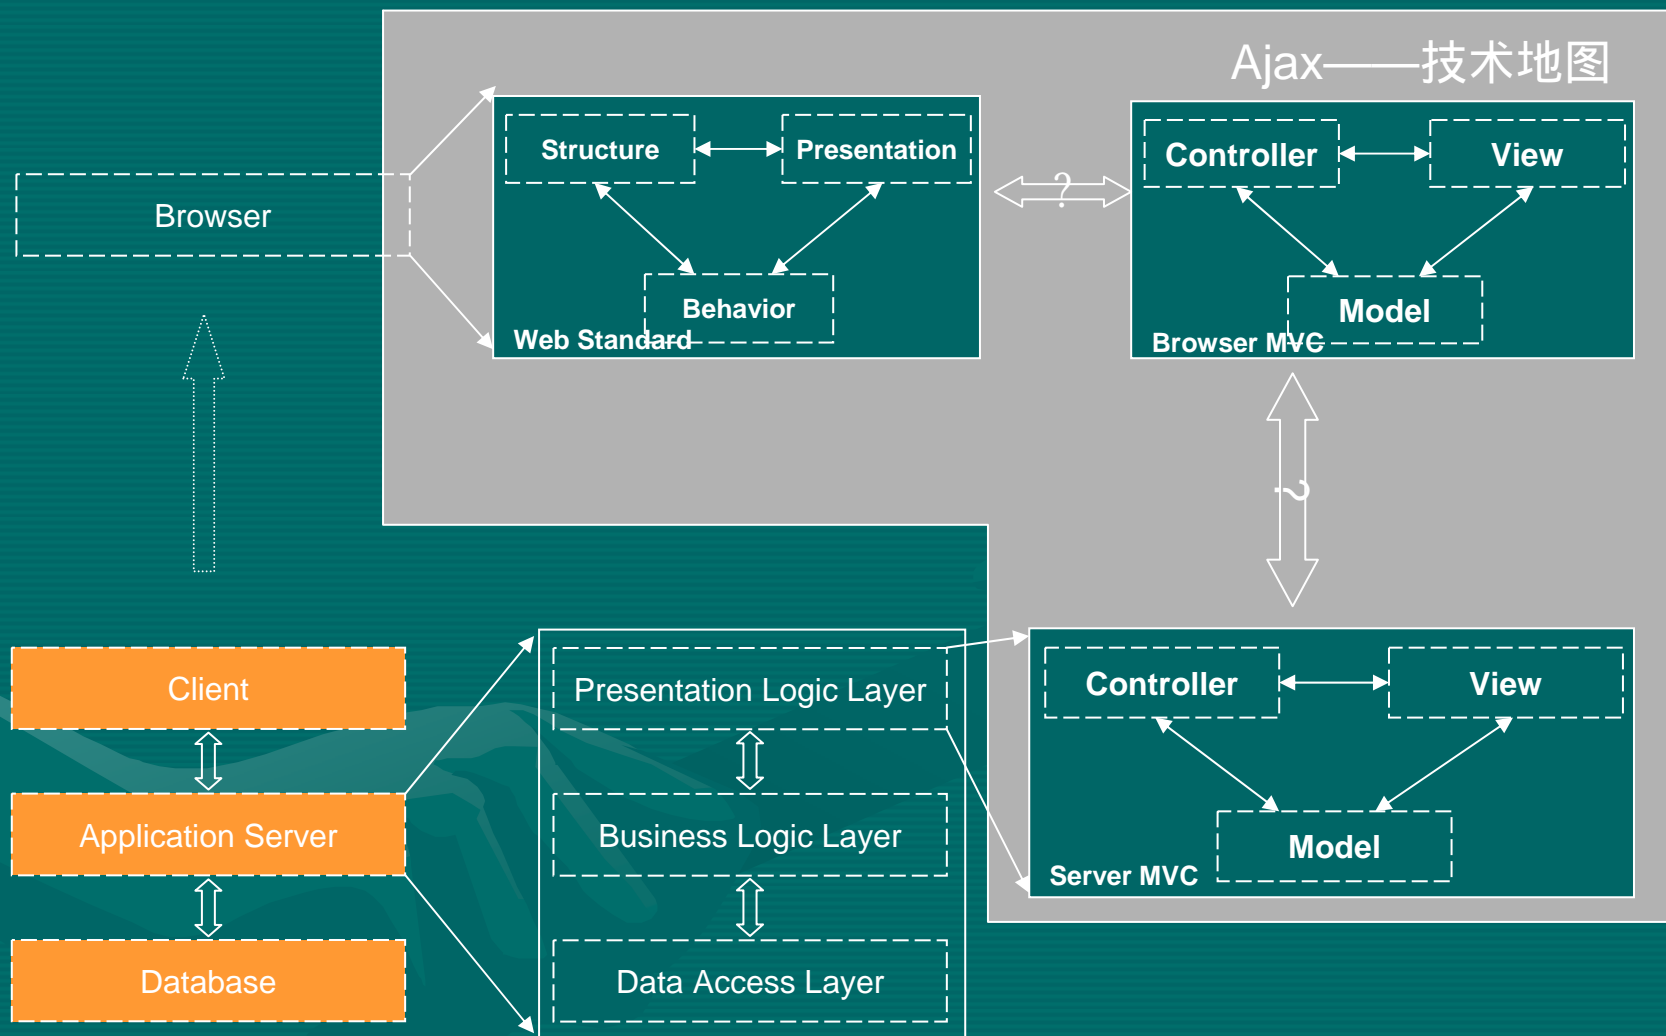 Ajax——技术地图
Structure
Presentation
Behavior
Web Standard
?
Controller
View
Model
Browser MVC
Browser
?
Client
Application Server
Database
Presentation Logic Layer
Business Logic Layer
Data Access Layer
Controller
View
Model
Server MVC